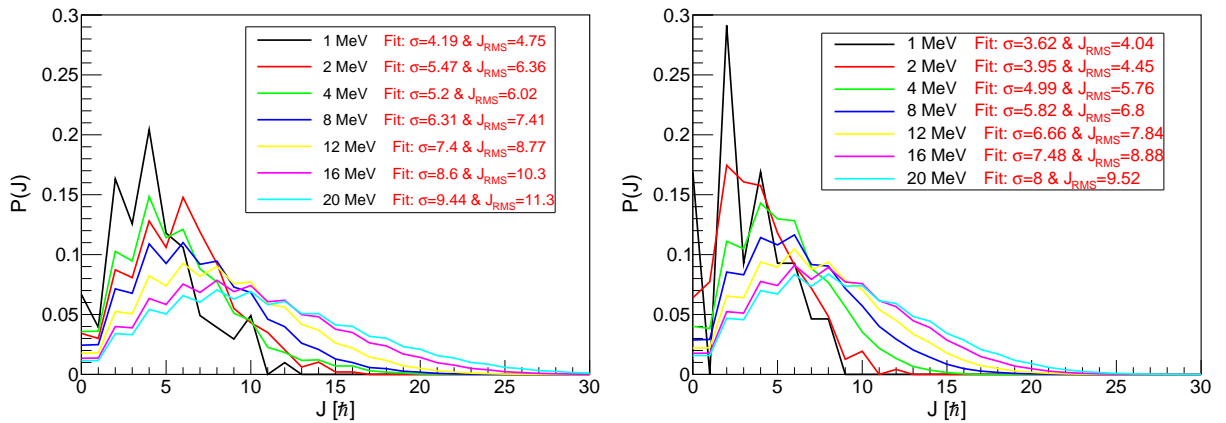 0.3
0.25
0.2
0.15
0.1
0.05
0
P(J)
1 MeV Fit: σ=4.19 & J_RMS=4.75
2 MeV Fit: σ=5.47 & J_RMS=6.36
4 MeV Fit: σ=5.2 & J_RMS=6.02
8 MeV Fit: σ=6.31 & J_RMS=7.41
12 MeV Fit: σ=7.4 & J_RMS=8.77
16 MeV Fit: σ=8.6 & J_RMS=10.3
20 MeV Fit: σ=9.44 & J_RMS=11.3
0 5 10 15 20 25 30
J [ℏ]
0.3
0.25
0.2
0.15
0.1
0.05
0
P(J)
1 MeV Fit: σ=3.62 & J_RMS=4.04
2 MeV Fit: σ=3.95 & J_RMS=4.45
4 MeV Fit: σ=4.99 & J_RMS=5.76
8 MeV Fit: σ=5.82 & J_RMS=6.8
12 MeV Fit: σ=6.66 & J_RMS=7.84
16 MeV Fit: σ=7.48 & J_RMS=8.88
20 MeV Fit: σ=8 & J_RMS=9.52
0 5 10 15 20 25 30
J [ℏ]